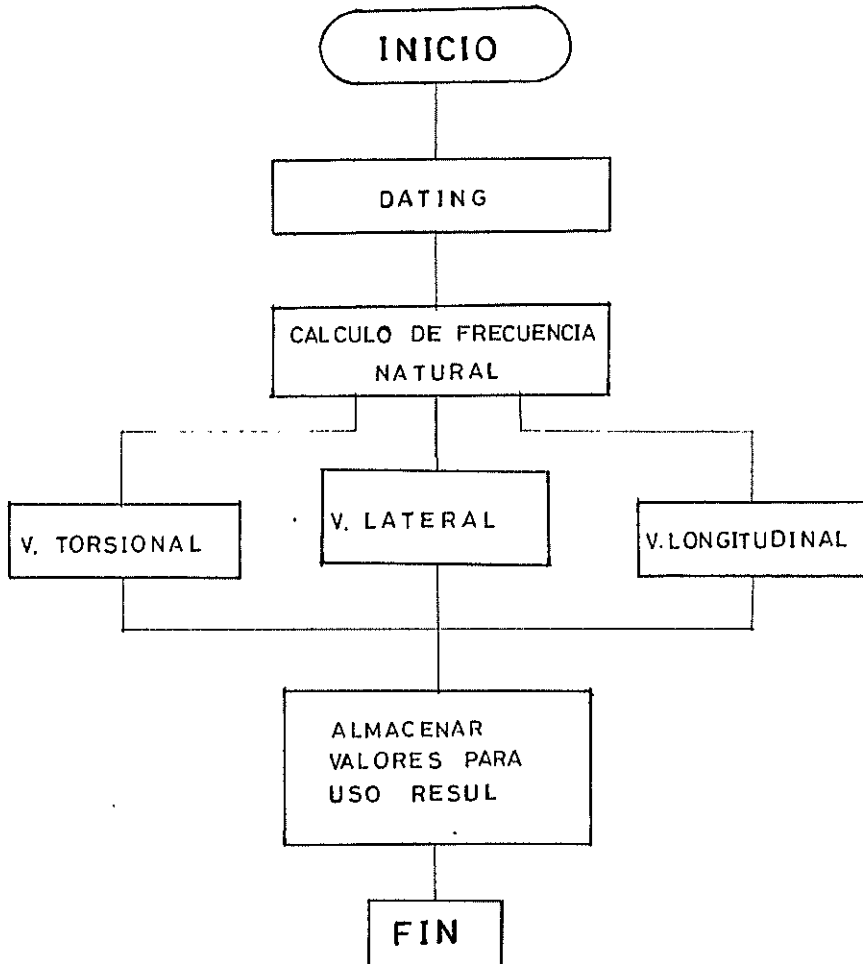 INICIO
DATING
CALCULO DE FRECUENCIA
NATURAL
V. TORSIONAL
V. LATERAL
V. LONGITUDINAL
ALMACENAR
VALORES PARA
USO RESUL
FIN